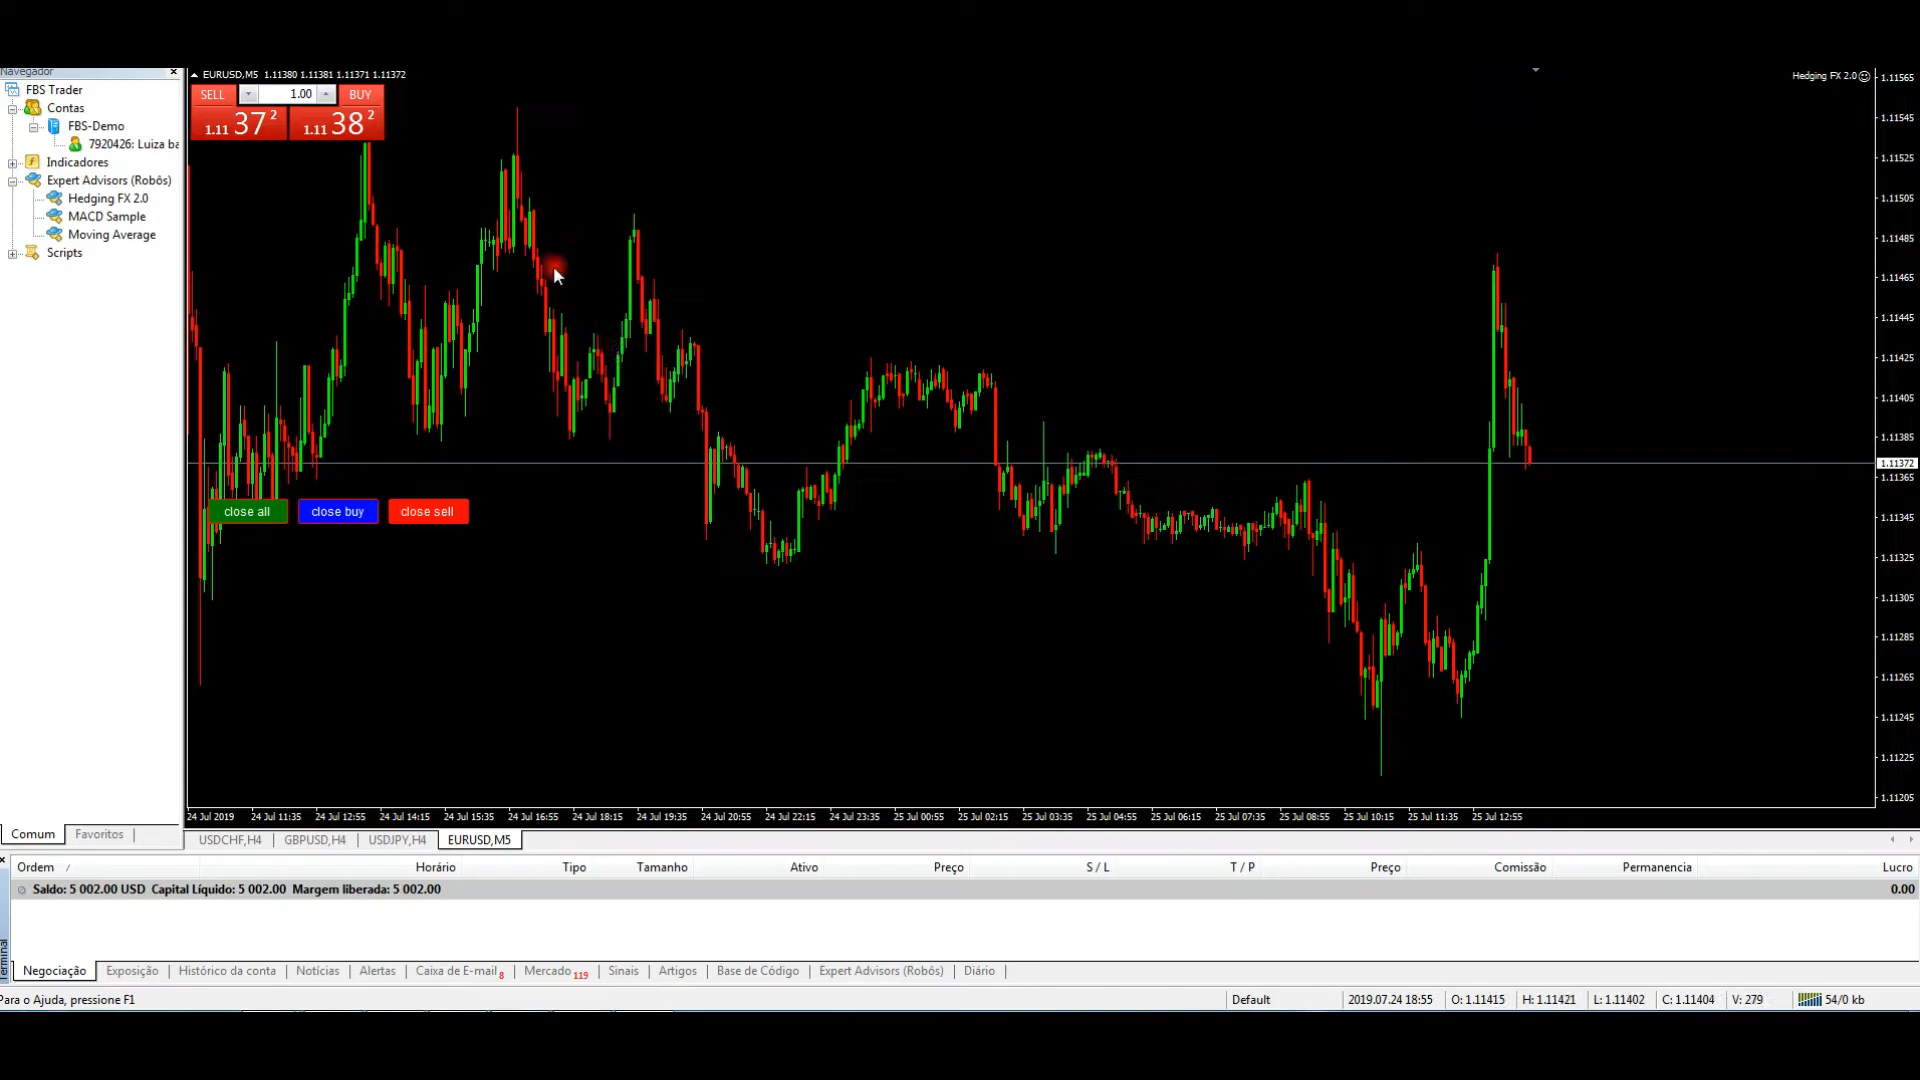 Navegador
FBS Trader
Contas
FBS-Demo
7920426: Luiza ba
Indicadores
Expert Advisors (Robôs)
Hedging FX 2.0
MACD Sample
Moving Average
Scripts
Comum
Favoritos
EURUSD,M5 1.11380 1.11381 1.11371 1.11372
SELL 1.00 BUY
1.11 37 2 1.11 38 2
Hedging FX 2.0
close all close buy close sell
1.11565
1.11545
1.11525
1.11505
1.11485
1.11465
1.11445
1.11425
1.11405
1.11385
1.11372
1.11365
1.11345
1.11325
1.11305
1.11285
1.11265
1.11245
1.11225
1.11205
24 Jul 2019 24 Jul 11:35 24 Jul 12:55 24 Jul 14:15 24 Jul 15:35 24 Jul 16:55 24 Jul 18:15 24 Jul 19:35 24 Jul 20:55 24 Jul 22:15 24 Jul 23:35 25 Jul 00:55 25 Jul 02:15 25 Jul 03:35 25 Jul 04:55 25 Jul 06:15 25 Jul 07:35 25 Jul 08:55 25 Jul 10:15 25 Jul 11:35 25 Jul 12:55
USDCHF,H4 GBPUSD,H4 USDJPY,H4 EURUSD,M5
Ordem / Horário Tipo Tamanho Ativo Preço S / L T / P Preço Comissão Permanencia Lucro
Saldo: 5 002.00 USD Capital Líquido: 5 002.00 Margem liberada: 5 002.00 0.00
Terminal
Negociação Exposição Histórico da conta Notícias Alertas Caixa de E-mail 8 Mercado 119 Sinais Artigos Base de Código Expert Advisors (Robôs) Diário
Para o Ajuda, pressione F1 Default 2019.07.24 18:55 O: 1.11415 H: 1.11421 L: 1.11402 C: 1.11404 V: 279 54/0 kb